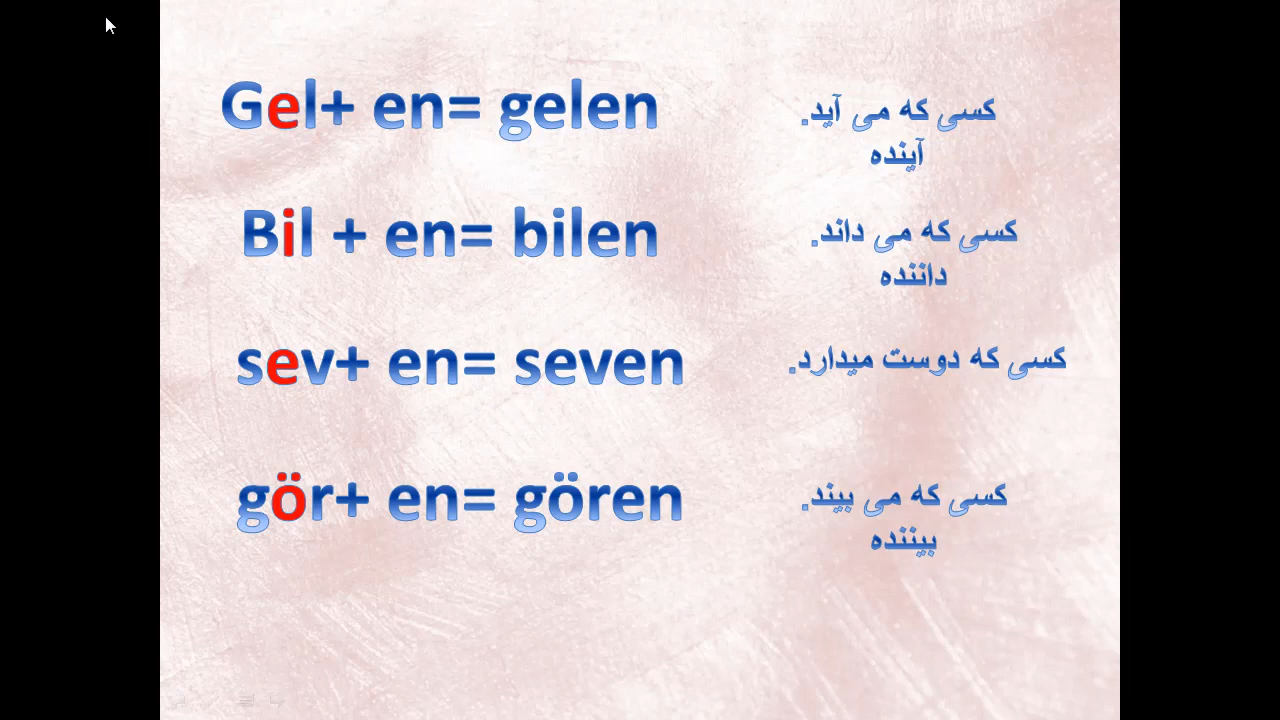 Gel+ en= gelen
کسی که می آید.
آینده
Bil + en= bilen
کسی که می داند.
داننده
sev+ en= seven
کسی که دوست میدارد.
gör+ en= gören
کسی که می بیند.
بیننده